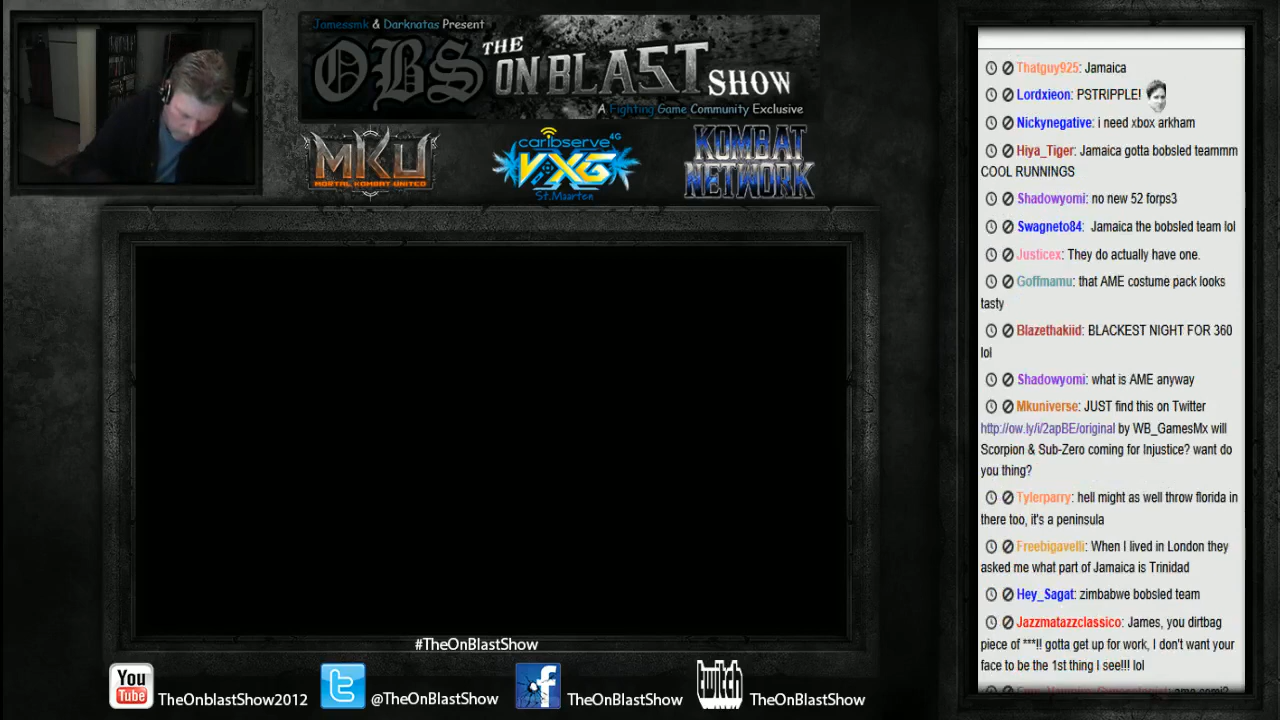 Jamessmk & Darknatas Present
OBS THE ON BLAST SHOW
A Fighting Game Community Exclusive
MKU
MORTAL KOMBAT UNITED
caribserve 4G
VXG
St.Maarten
KOMBAT
NETWORK
Thatguy925: Jamaica
Lordxieon: PSTRIPPLE!
Nickynegative: i need xbox arkham
Hiya_Tiger: Jamaica gotta bobsled teammm
COOL RUNNINGS
Shadowyomi: no new 52 forps3
Swagneto84: Jamaica the bobsled team lol
Justicex: They do actually have one.
Goffmamu: that AME costume pack looks
tasty
Blazethakiid: BLACKEST NIGHT FOR 360
lol
Shadowyomi: what is AME anyway
Mkuniverse: JUST find this on Twitter
http://ow.ly/i/2apBE/original by WB_GamesMx will
Scorpion & Sub-Zero coming for Injustice? want do
you thing?
Tylerparry: hell might as well throw florida in
there too, it's a peninsula
Freebigavelli: When I lived in London they
asked me what part of Jamaica is Trinidad
Hey_Sagat: zimbabwe bobsled team
Jazzmatazzclassico: James, you dirtbag
piece of ***!! gotta get up for work, I don't want your
face to be the 1st thing I see!!! lol
#TheOnBlastShow
You Tube TheOnblastShow2012
@TheOnBlastShow
TheOnBlastShow
twitch TheOnBlastShow